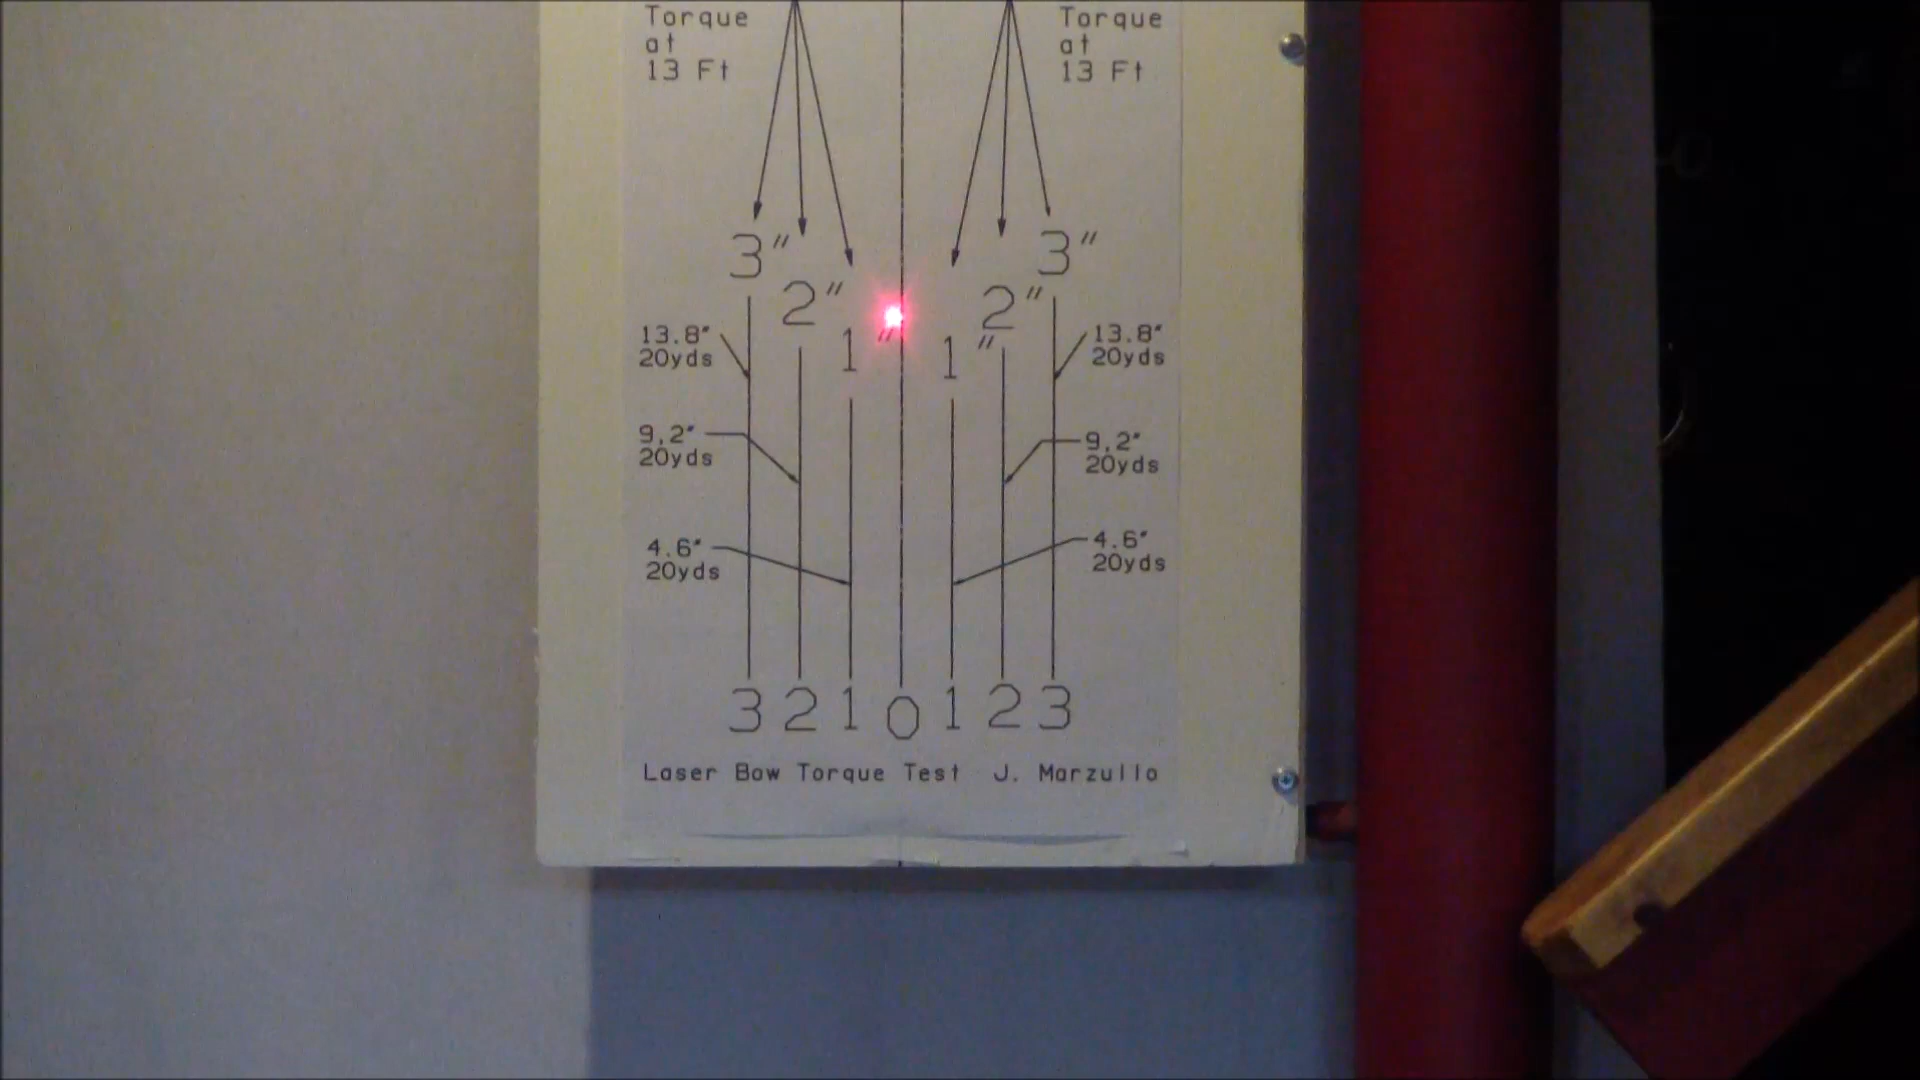 Torque
at
13 Ft
Torque
at
13 Ft
3" 3"
2" 2"
1" 1"
13.8"
20yds
13.8"
20yds
9.2"
20yds
9.2"
20yds
4.6"
20yds
4.6"
20yds
3 2 1 0 1 2 3
Laser Bow Torque Test J. Marzullo